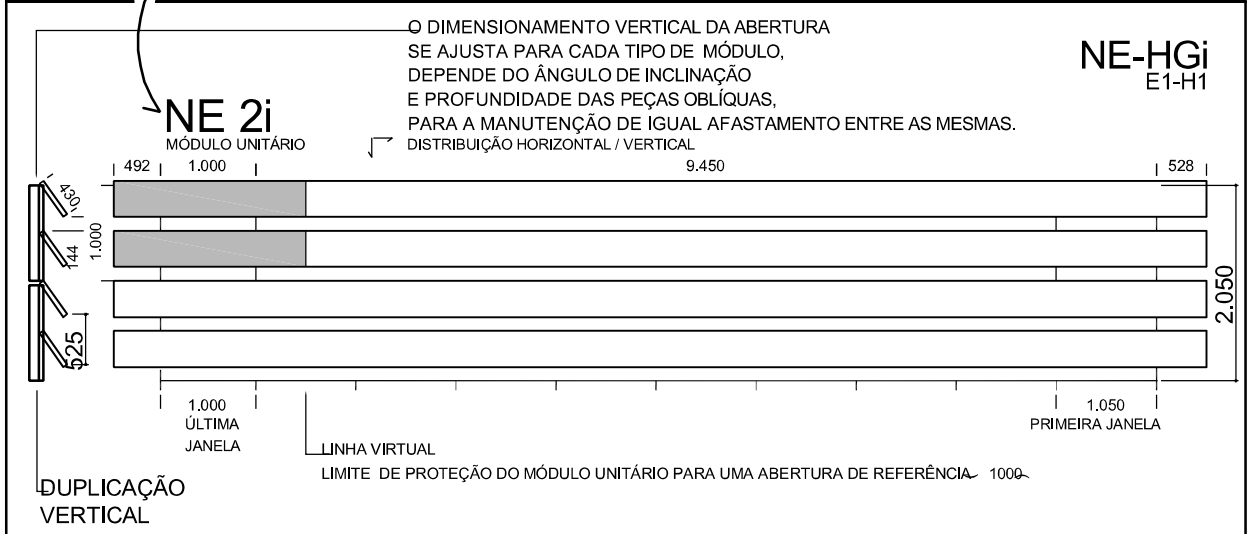 O DIMENSIONAMENTO VERTICAL DA ABERTURA
SE AJUSTA PARA CADA TIPO DE MÓDULO,
DEPENDE DO ÂNGULO DE INCLINAÇÃO
E PROFUNDIDADE DAS PEÇAS OBLÍQUAS,
PARA A MANUTENÇÃO DE IGUAL AFASTAMENTO ENTRE AS MESMAS.
NE-HGi
E1-H1
NE 2i
MÓDULO UNITÁRIO
DISTRIBUIÇÃO HORIZONTAL / VERTICAL
492
1.000
9.450
528
430
144
1.000
525
2.050
1.000
ÚLTIMA
JANELA
1.050
PRIMEIRA JANELA
LINHA VIRTUAL
LIMITE DE PROTEÇÃO DO MÓDULO UNITÁRIO PARA UMA ABERTURA DE REFERÊNCIA 1000
DUPLICAÇÃO
VERTICAL